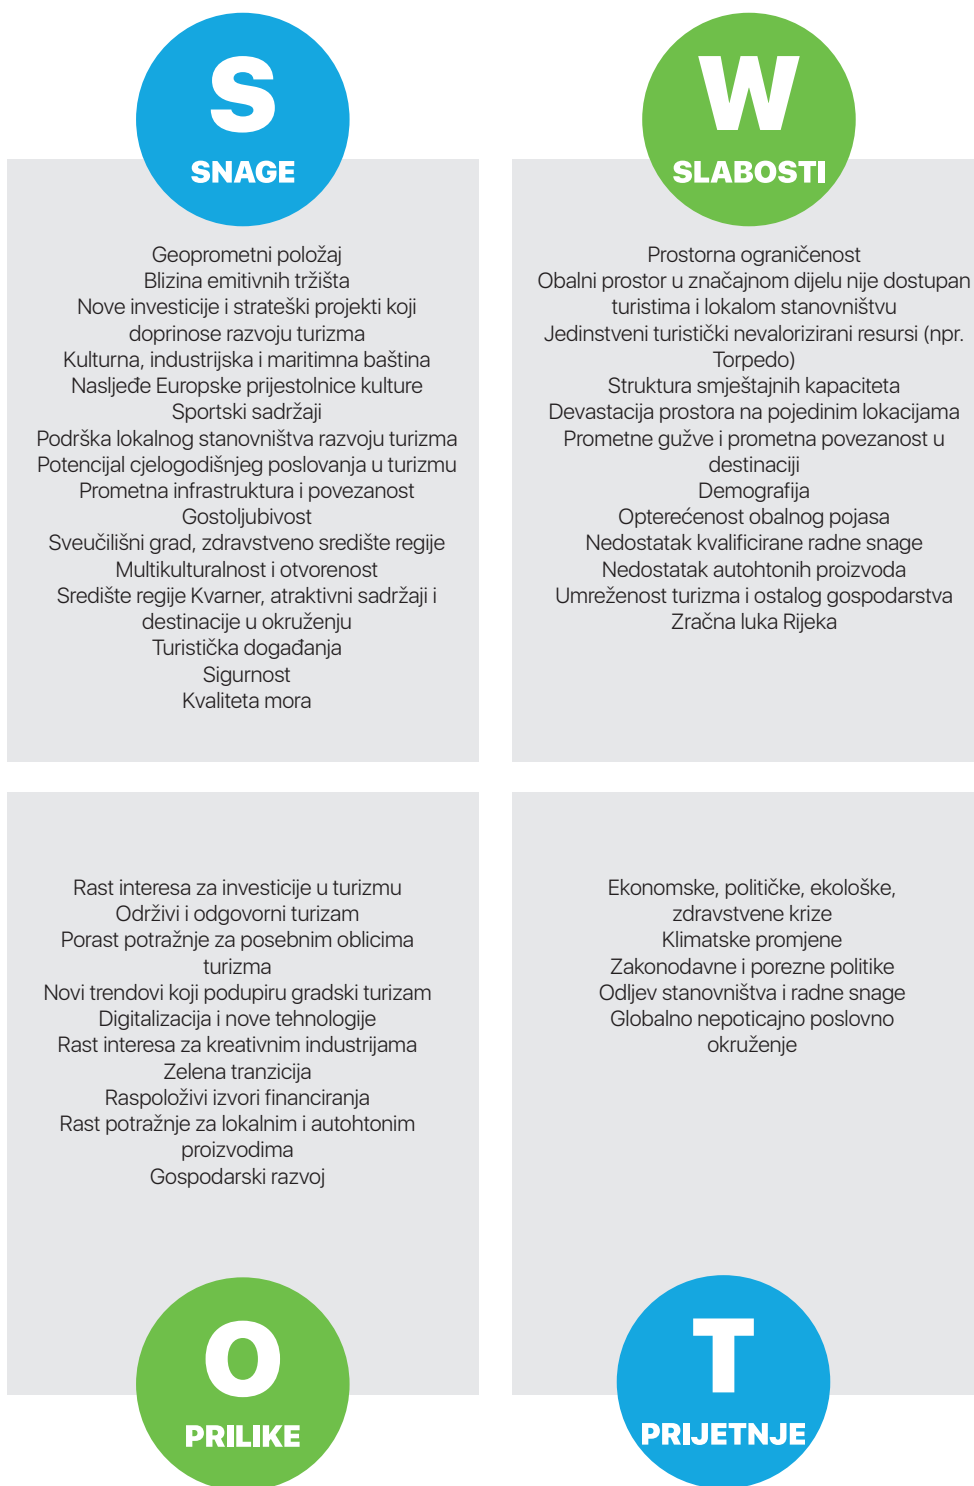 S
SNAGE
Geoprometni položaj
Blizina emitivnih tržišta
Nove investicije i strateški projekti koji
doprinose razvoju turizma
Kulturna, industrijska i maritimna baština
Nasljeđe Europske prijestolnice kulture
Sportski sadržaji
Podrška lokalnog stanovništva razvoju turizma
Potencijal cjelogodišnjeg poslovanja u turizmu
Prometna infrastruktura i povezanost
Gostoljubivost
Sveučilišni grad, zdravstveno središte regije
Multikulturalnost i otvorenost
Središte regije Kvarner, atraktivni sadržaji i
destinacije u okruženju
Turistička događanja
Sigurnost
Kvaliteta mora
W
SLABOSTI
Prostorna ograničenost
Obalni prostor u značajnom dijelu nije dostupan
turistima i lokalom stanovništvu
Jedinstveni turistički nevalorizirani resursi (npr.
Torpedo)
Struktura smještajnih kapaciteta
Devastacija prostora na pojedinim lokacijama
Prometne gužve i prometna povezanost u
destinaciji
Demografija
Opterećenost obalnog pojasa
Nedostatak kvalificirane radne snage
Nedostatak autohtonih proizvoda
Umreženost turizma i ostalog gospodarstva
Zračna luka Rijeka
Rast interesa za investicije u turizmu
Održivi i odgovorni turizam
Porast potražnje za posebnim oblicima
turizma
Novi trendovi koji podupiru gradski turizam
Digitalizacija i nove tehnologije
Rast interesa za kreativnim industrijama
Zelena tranzicija
Raspoloživi izvori financiranja
Rast potražnje za lokalnim i autohtonim
proizvodima
Gospodarski razvoj
O
PRILIKE
Ekonomske, političke, ekološke,
zdravstvene krize
Klimatske promjene
Zakonodavne i porezne politike
Odljev stanovništva i radne snage
Globalno nepoticajno poslovno
okruženje
T
PRIJETNJE